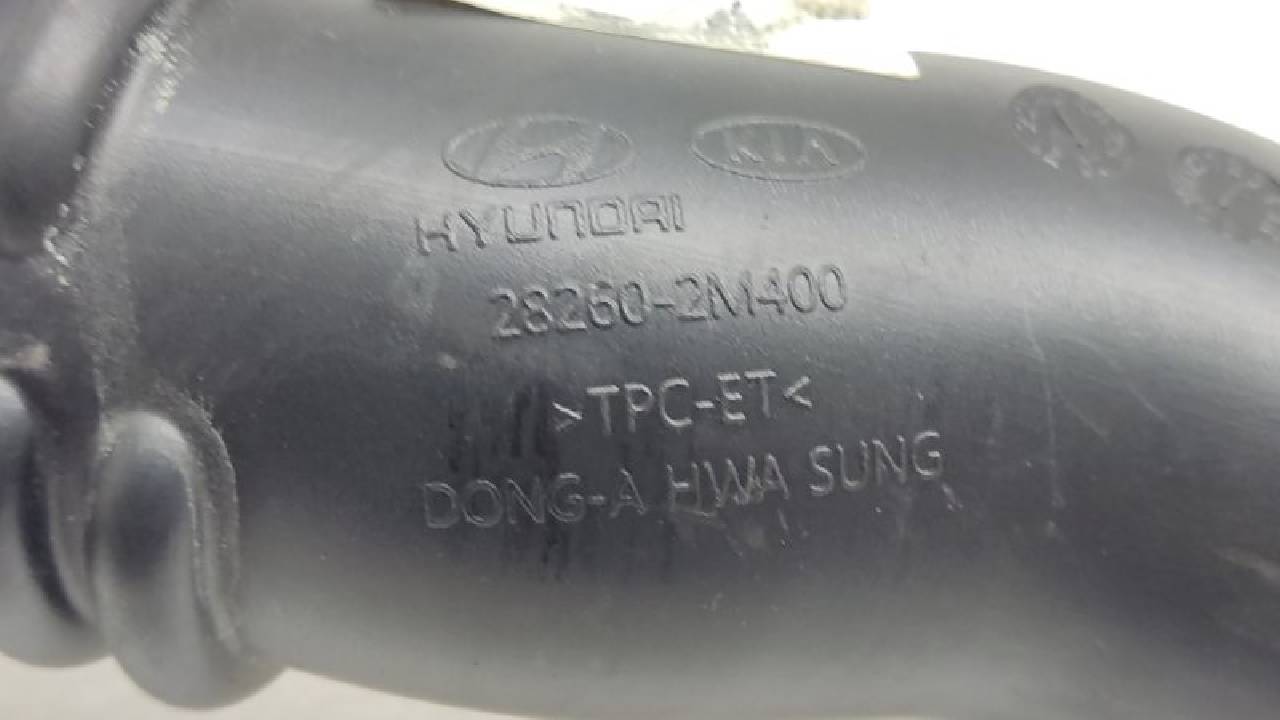 KIA
HYUNDAI
28260-2M400
>TPC-ET<
DONG-A HWA SUNG